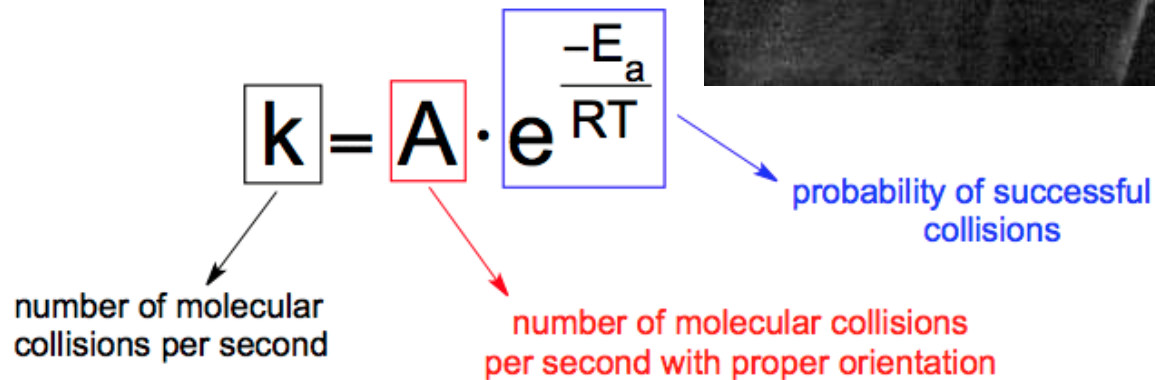 k = A · e^(–Ea/RT)
probability of successful
collisions
number of molecular
collisions per second
number of molecular collisions
per second with proper orientation